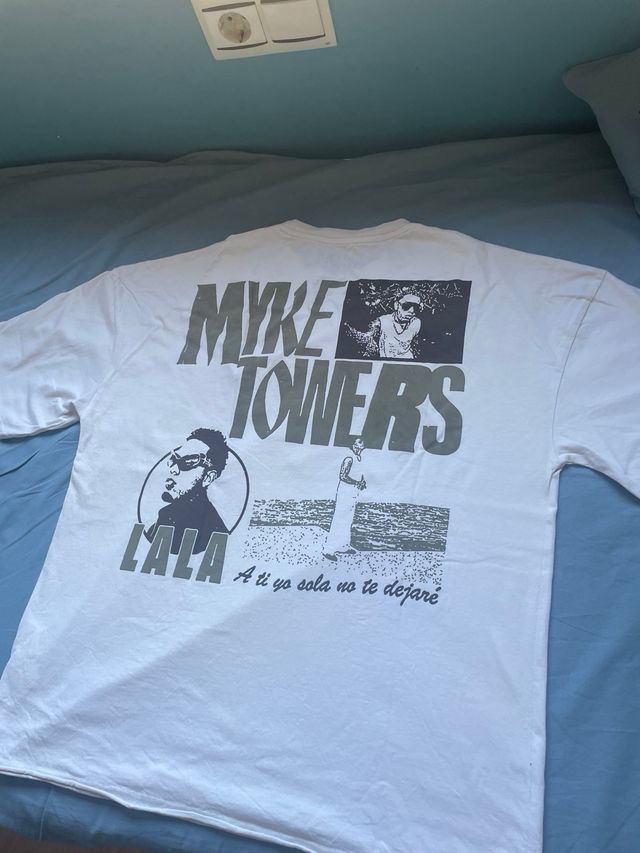 MYKE
TOWERS
LALA
A ti yo sola no te dejaré